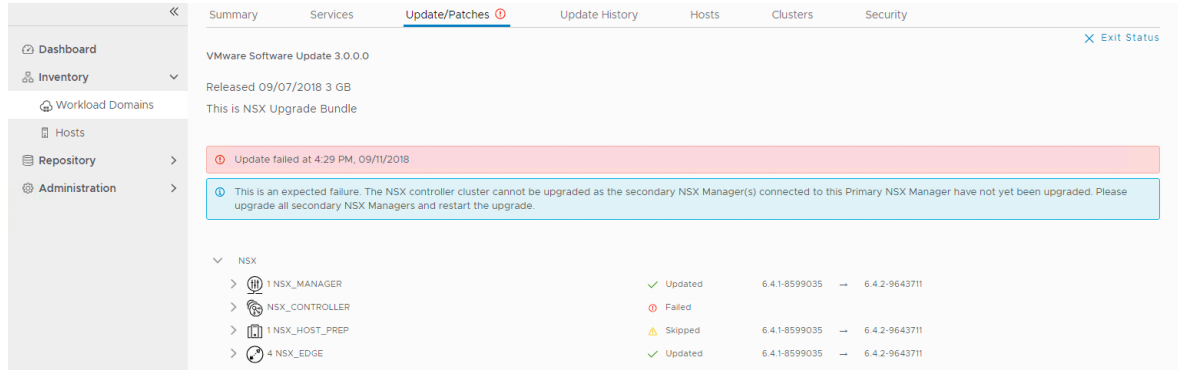 Summary Services Update/Patches Update History Hosts Clusters Security
Exit Status
Dashboard
Inventory
Workload Domains
Hosts
Repository
Administration
VMware Software Update 3.0.0.0
Released 09/07/2018 3 GB
This is NSX Upgrade Bundle
Update failed at 4:29 PM, 09/11/2018
This is an expected failure. The NSX controller cluster cannot be upgraded as the secondary NSX Manager(s) connected to this Primary NSX Manager have not yet been upgraded. Please
upgrade all secondary NSX Managers and restart the upgrade.
NSX
1 NSX_MANAGER Updated 6.4.1-8599035 → 6.4.2-9643711
NSX_CONTROLLER Failed
1 NSX_HOST_PREP Skipped 6.4.1-8599035 → 6.4.2-9643711
4 NSX_EDGE Updated 6.4.1-8599035 → 6.4.2-9643711